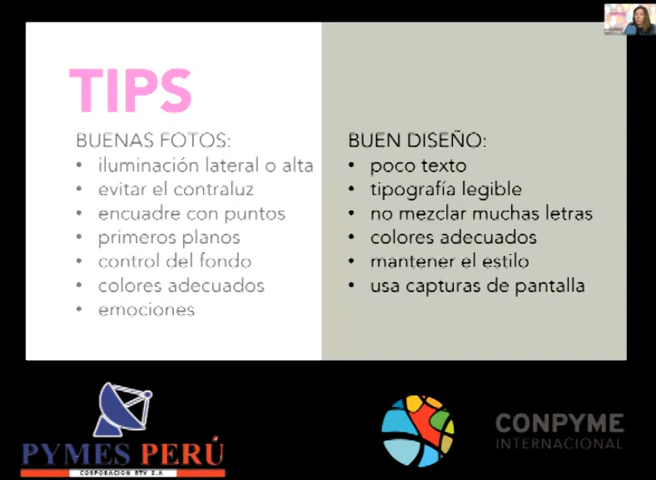 TIPS
BUENAS FOTOS:
• iluminación lateral o alta
• evitar el contraluz
• encuadre con puntos
• primeros planos
• control del fondo
• colores adecuados
• emociones
BUEN DISEÑO:
• poco texto
• tipografía legible
• no mezclar muchas letras
• colores adecuados
• mantener el estilo
• usa capturas de pantalla
PYMES PERÚ
CORPORACION RTV S.A
CONPYME
INTERNACIONAL